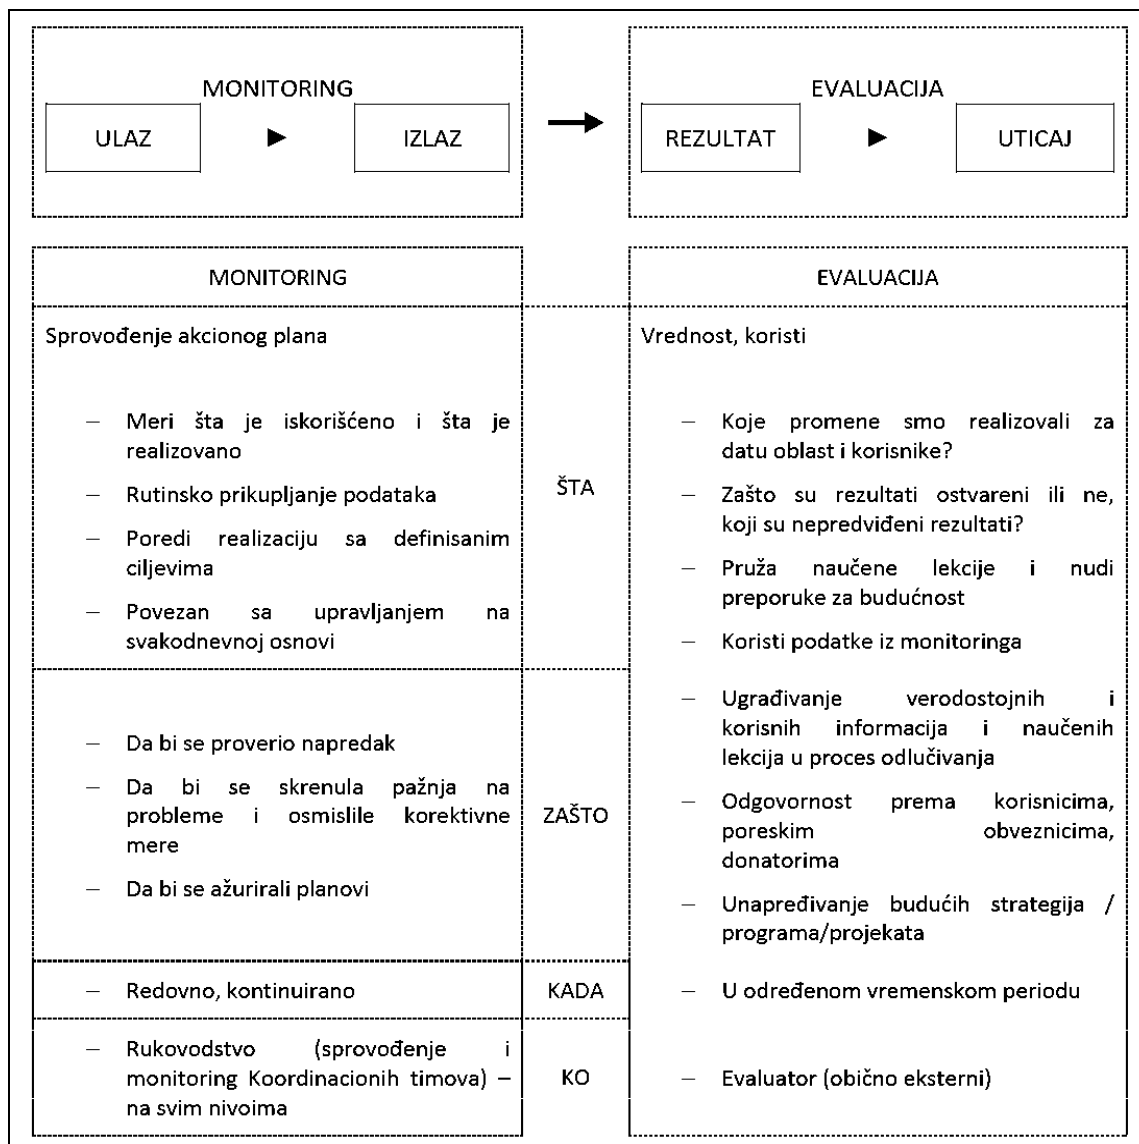 MONITORING
ULAZ ► IZLAZ
EVALUACIJA
REZULTAT ► UTICAJ
MONITORING
EVALUACIJA
Sprovođenje akcionog plana
– Meri šta je iskorišćeno i šta je
realizovano
– Rutinsko prikupljanje podataka
– Poredi realizaciju sa definisanim
ciljevima
– Povezan sa upravljanjem na
svakodnevnoj osnovi
ŠTA
Vrednost, koristi
– Koje promene smo realizovali za
datu oblast i korisnike?
– Zašto su rezultati ostvareni ili ne,
koji su nepredviđeni rezultati?
– Pruža naučene lekcije i nudi
preporuke za budućnost
– Koristi podatke iz monitoringa
– Da bi se proverio napredak
– Da bi se skrenula pažnja na
probleme i osmislile korektivne
mere
– Da bi se ažurirali planovi
ZAŠTO
– Ugrađivanje verodostojnih i
korisnih informacija i naučenih
lekcija u proces odlučivanja
– Odgovornost prema korisnicima,
poreskim obveznicima,
donatorima
– Unapređivanje budućih strategija /
programa/projekata
– Redovno, kontinuirano
KADA
– U određenom vremenskom periodu
– Rukovodstvo (sprovođenje i
monitoring Koordinacionih timova) –
na svim nivoima
KO
– Evaluator (obično eksterni)